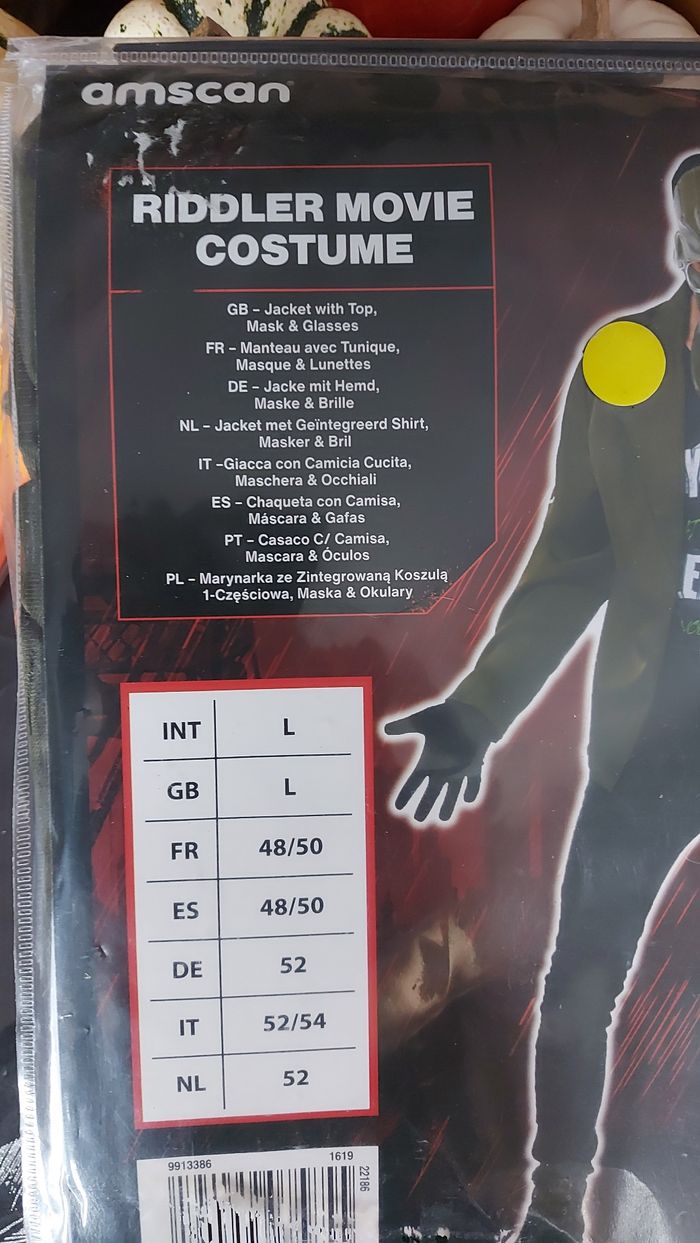 amscan
RIDDLER MOVIE
COSTUME
GB – Jacket with Top,
Mask & Glasses
FR – Manteau avec Tunique,
Masque & Lunettes
DE – Jacke mit Hemd,
Maske & Brille
NL – Jacket met Geïntegreerd Shirt,
Masker & Bril
IT –Giacca con Camicia Cucita,
Maschera & Occhiali
ES – Chaqueta con Camisa,
Máscara & Gafas
PT – Casaco C/ Camisa,
Mascara & Óculos
PL – Marynarka ze Zintegrowaną Koszulą
1-Częściowa, Maska & Okulary
INT L
GB L
FR 48/50
ES 48/50
DE 52
IT 52/54
NL 52
9913386 1619
22186